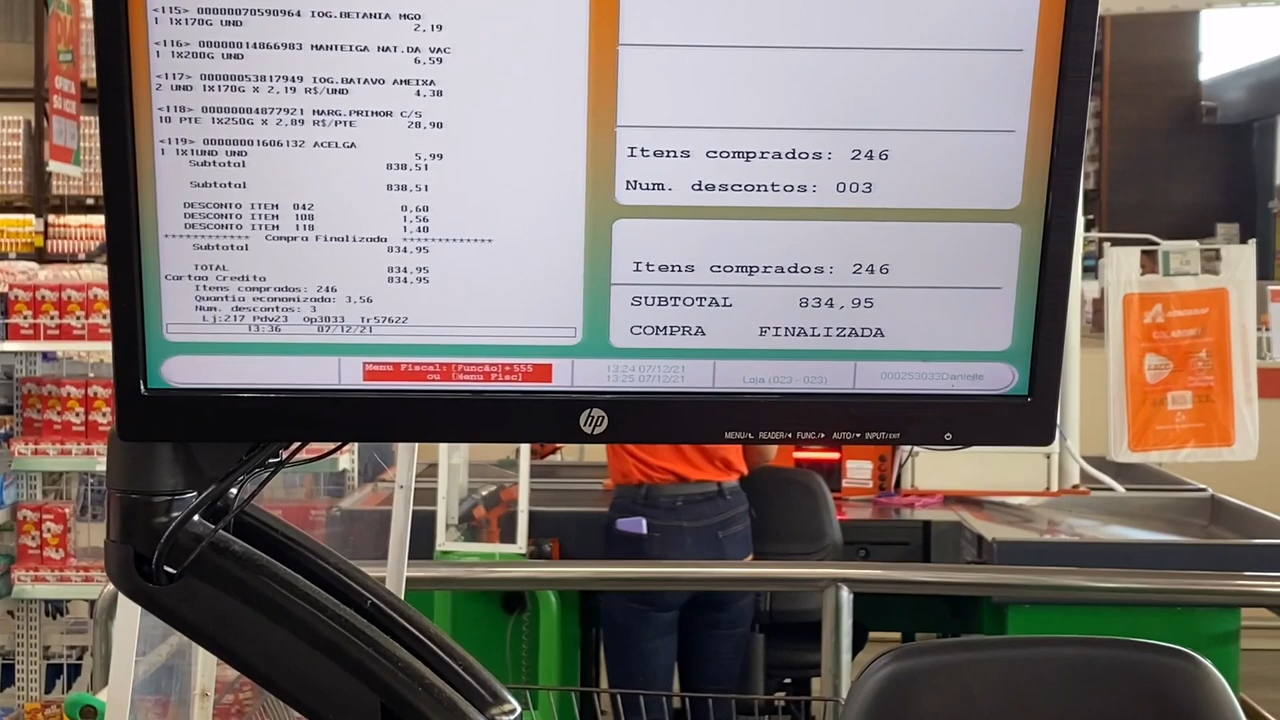 <115> 00000070590964 IOG.BETANIA MGO
1 1X170G UND 2,19
<116> 00000014866983 MANTEIGA NAT.DA VAC
1 1X200G UND 6,59
<117> 00000053817949 IOG.BATAVO AMEIXA
2 UND 1X170G X 2,19 R$/UND 4,38
<118> 00000004877921 MARG.PRIMOR C/S
10 PTE 1X250G X 2,89 R$/PTE 28,90
<119> 00000001606132 ACELGA
1 1X1UND UND 5,99
Subtotal 838,51
Subtotal 838,51
DESCONTO ITEM 042 0,60
DESCONTO ITEM 108 1,56
DESCONTO ITEM 118 1,40
************ Compra Finalizada *************
Subtotal 834,95
TOTAL 834,95
Cartao Credito 834,95
Itens comprados: 246
Quantia economizada: 3,56
Num. descontos: 3
Lj:217 Pdv23 Op3033 Tr57622
13:36 07/12/21
Itens comprados: 246
Num. descontos: 003
Itens comprados: 246
SUBTOTAL 834,95
COMPRA FINALIZADA
Menu Fiscal:[Função]+555
ou [Menu Fisc]
13:24 07/12/21
13:25 07/12/21
Loja (023 - 023)
000253033Danielle
hp
MENU/ READER/ FUNC./ AUTO/ INPUT/EXIT
ATACADÃO
OFERTA